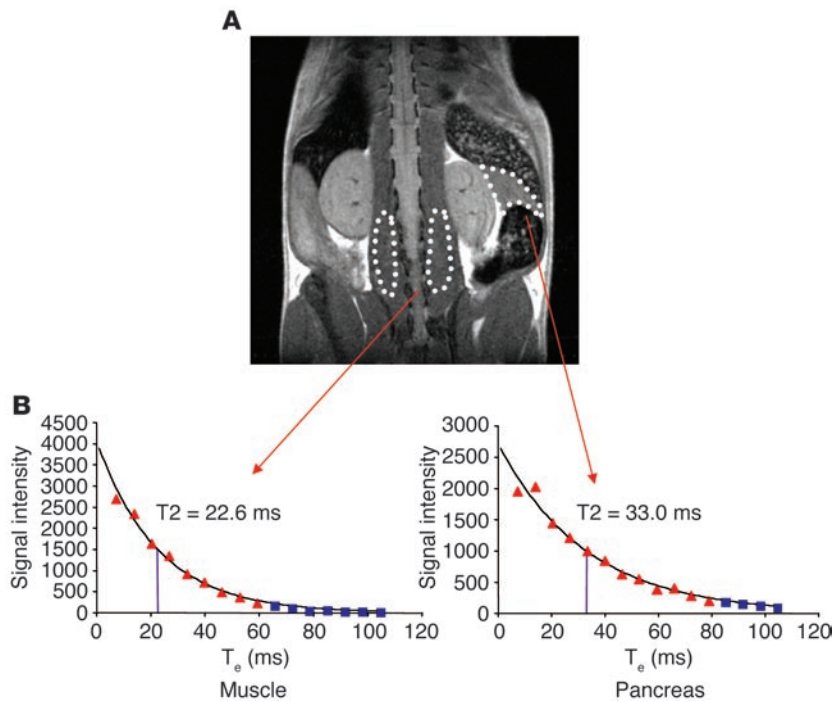 A
B
4500
4000
3500
3000
2500
2000
1500
1000
500
0
Signal intensity
T2 = 22.6 ms
0 20 40 60 80 100 120
Te (ms)
Muscle
3000
2500
2000
1500
1000
500
0
Signal intensity
T2 = 33.0 ms
0 20 40 60 80 100 120
Te (ms)
Pancreas